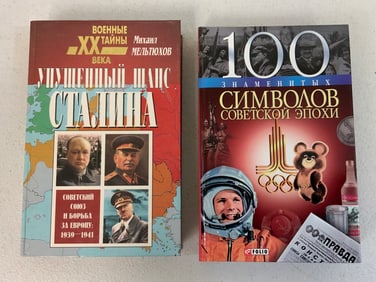 ВОЕННЫЕ
XX ТАЙНЫ
ВЕКА
Михаил
МЕЛЬТЮХОВ
УПУЩЕННЫЙ ШАНС
СТАЛИНА
СОВЕТСКИЙ
СОЮЗ
И БОРЬБА
ЗА ЕВРОПУ:
1939—1941
100
ЗНАМЕНИТЫХ
СИМВОЛОВ
СОВЕТСКОЙ ЭПОХИ
СССР
ПРАВДА
FOLIO